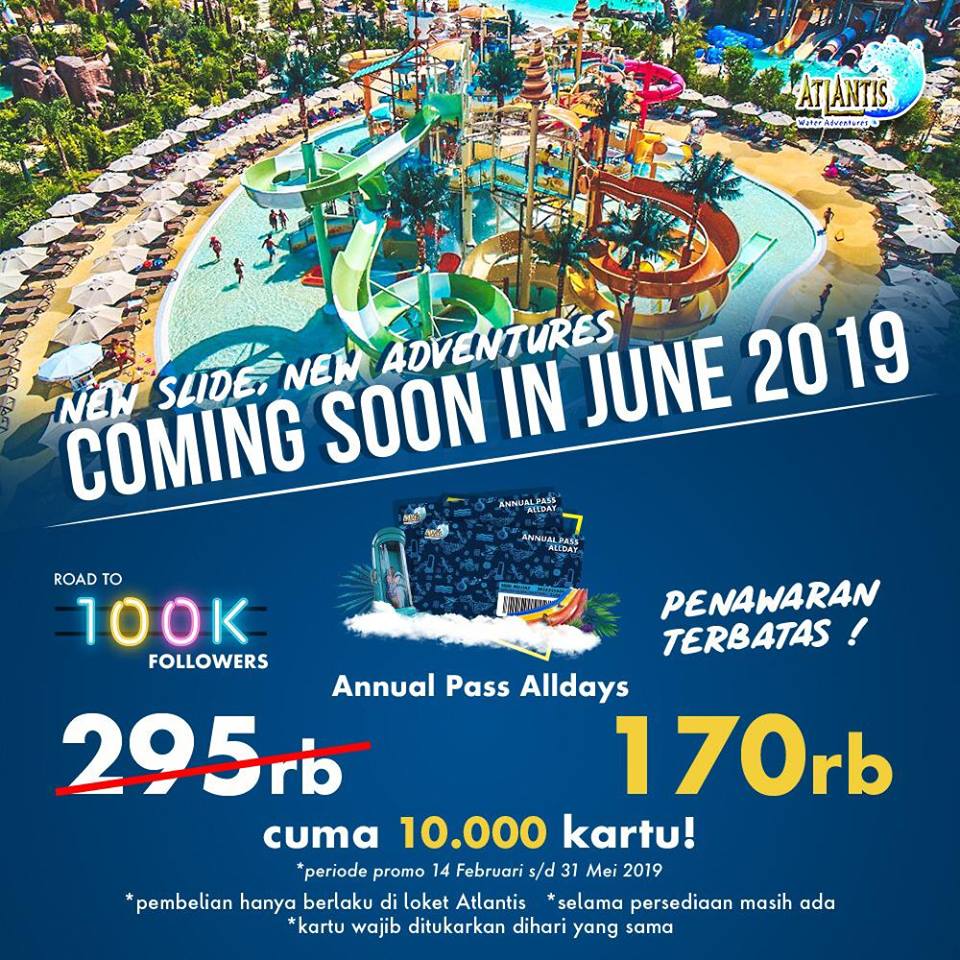 ATLANTIS
Water Adventures
NEW SLIDE, NEW ADVENTURES
COMING SOON IN JUNE 2019
ANNUAL PASS
ALLDAY
ANNUAL PASS
ALLDAY
ROAD TO
100K
FOLLOWERS
PENAWARAN
TERBATAS !
Annual Pass Alldays
295rb
170rb
cuma 10.000 kartu!
*periode promo 14 Februari s/d 31 Mei 2019
*pembelian hanya berlaku di loket Atlantis *selama persediaan masih ada
*kartu wajib ditukarkan dihari yang sama